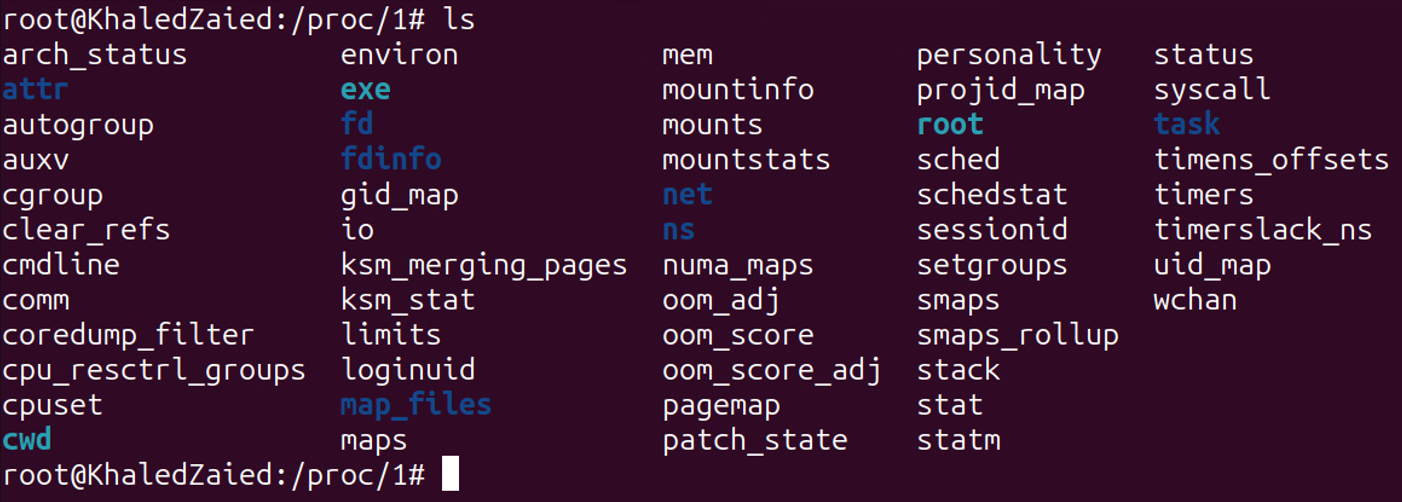 root@KhaledZaied:/proc/1# ls
arch_status environ mem personality status
attr exe mountinfo projid_map syscall
autogroup fd mounts root task
auxv fdinfo mountstats sched timens_offsets
cgroup gid_map net schedstat timers
clear_refs io ns sessionid timerslack_ns
cmdline ksm_merging_pages numa_maps setgroups uid_map
comm ksm_stat oom_adj smaps wchan
coredump_filter limits oom_score smaps_rollup
cpu_resctrl_groups loginuid oom_score_adj stack
cpuset map_files pagemap stat
cwd maps patch_state statm
root@KhaledZaied:/proc/1#